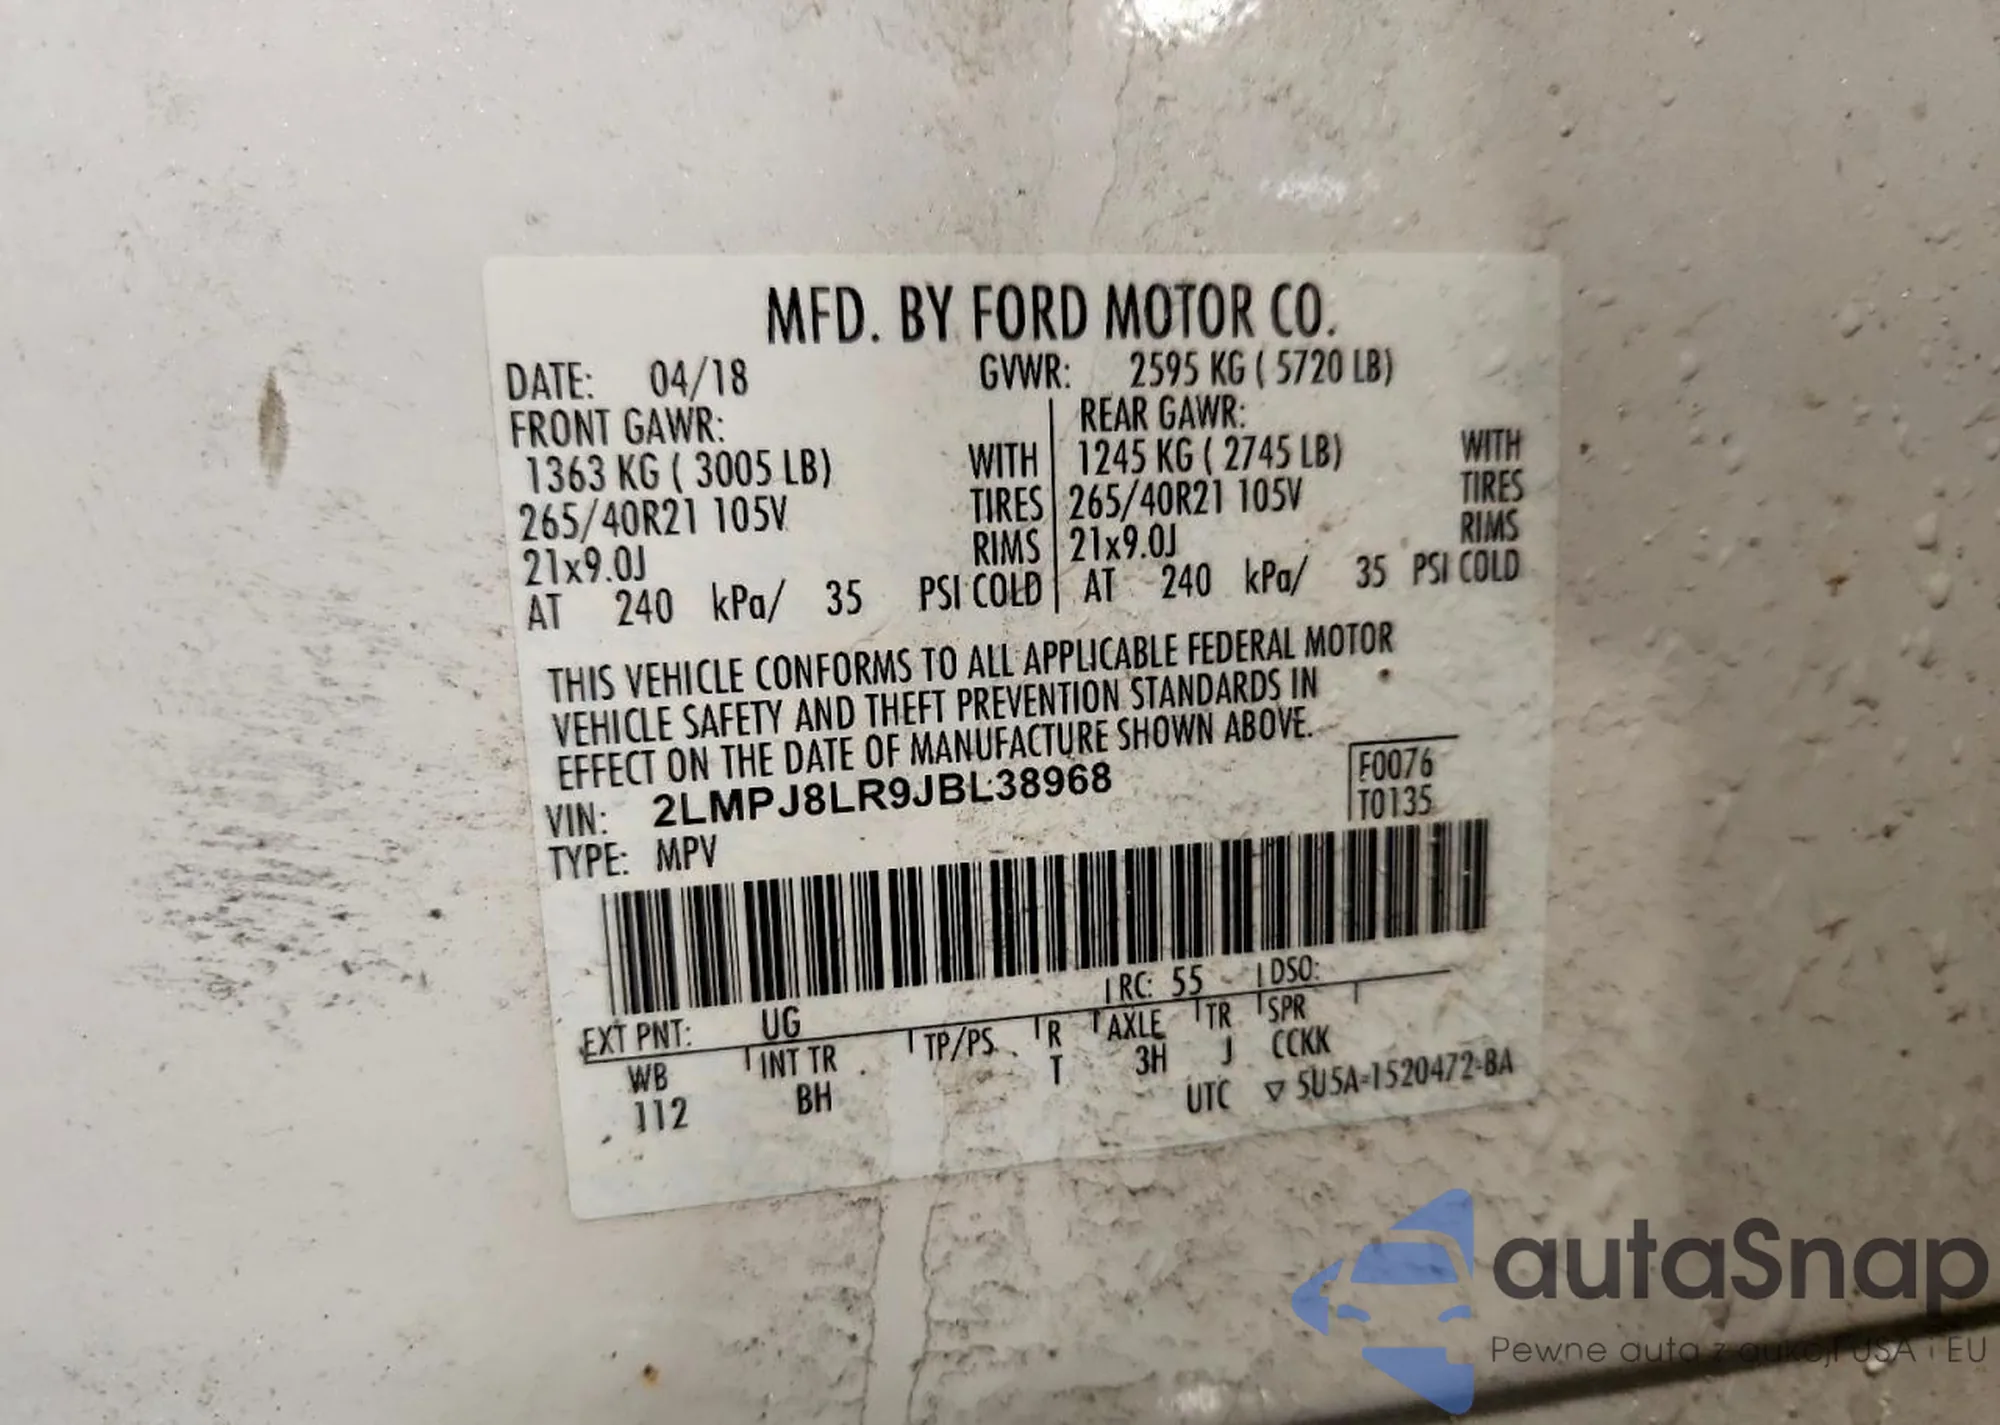 MFD. BY FORD MOTOR CO.
DATE: 04/18 GVWR: 2595 KG ( 5720 LB)
FRONT GAWR: REAR GAWR:
1363 KG ( 3005 LB) WITH 1245 KG ( 2745 LB) WITH
265/40R21 105V TIRES 265/40R21 105V TIRES
21x9.0J RIMS 21x9.0J RIMS
AT 240 kPa/ 35 PSI COLD AT 240 kPa/ 35 PSI COLD
THIS VEHICLE CONFORMS TO ALL APPLICABLE FEDERAL MOTOR
VEHICLE SAFETY AND THEFT PREVENTION STANDARDS IN
EFFECT ON THE DATE OF MANUFACTURE SHOWN ABOVE.
VIN: 2LMPJ8LR9JBL38968 F0076
TYPE: MPV T0135
RC: 55 DSO:
EXT PNT: UG
WB INT TR TP/PS R AXLE TR SPR
112 BH T 3H J CCKK
UTC ▽ 5U5A-1520472-BA
autaSnap
Pewne auta z aukcji USA i EU